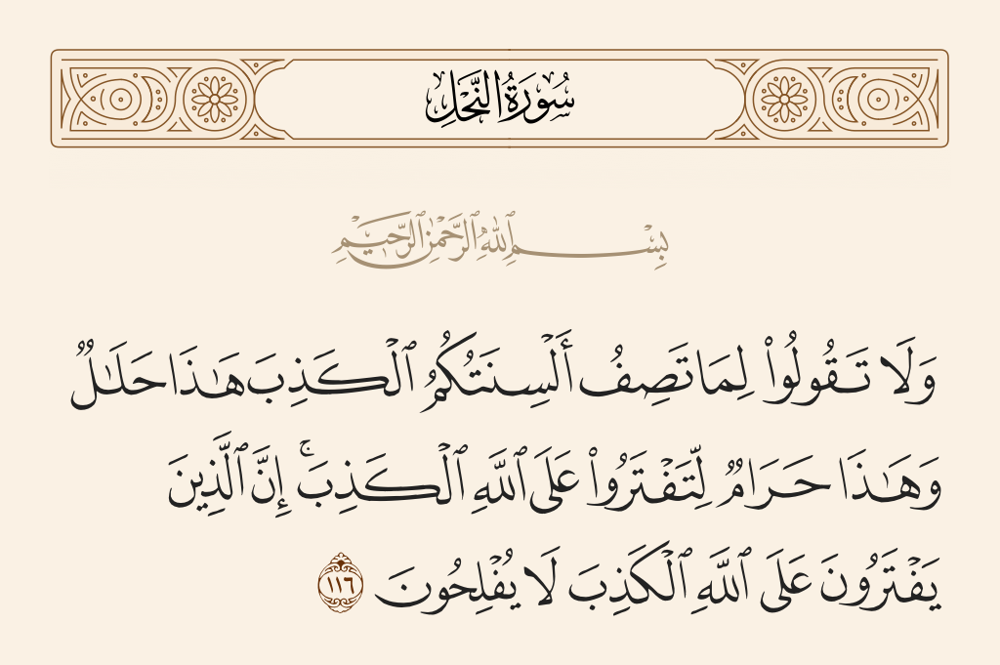 سُورَةُ النَّحْلِ
بِسْمِ ٱللَّهِ ٱلرَّحْمَٰنِ ٱلرَّحِيمِ
وَلَا تَقُولُوا۟ لِمَا تَصِفُ أَلْسِنَتُكُمُ ٱلْكَذِبَ هَٰذَا حَلَٰلٌ
وَهَٰذَا حَرَامٌ لِّتَفْتَرُوا۟ عَلَى ٱللَّهِ ٱلْكَذِبَ ۚ إِنَّ ٱلَّذِينَ
يَفْتَرُونَ عَلَى ٱللَّهِ ٱلْكَذِبَ لَا يُفْلِحُونَ ١١٦